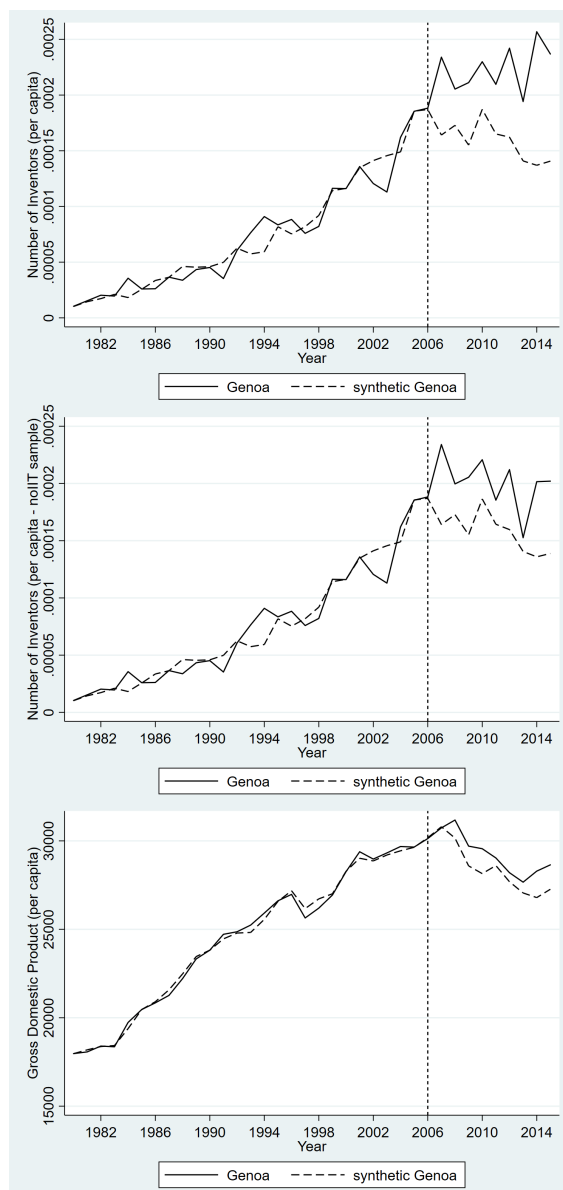 Number of Inventors (per capita)
.00025
.0002
.00015
.0001
.00005
0
1982 1986 1990 1994 1998 2002 2006 2010 2014
Year
Genoa synthetic Genoa
Number of Inventors (per capita - noIIT sample)
.00025
.0002
.00015
.0001
.00005
0
1982 1986 1990 1994 1998 2002 2006 2010 2014
Year
Genoa synthetic Genoa
Gross Domestic Product (per capita)
30000
25000
20000
15000
1982 1986 1990 1994 1998 2002 2006 2010 2014
Year
Genoa synthetic Genoa